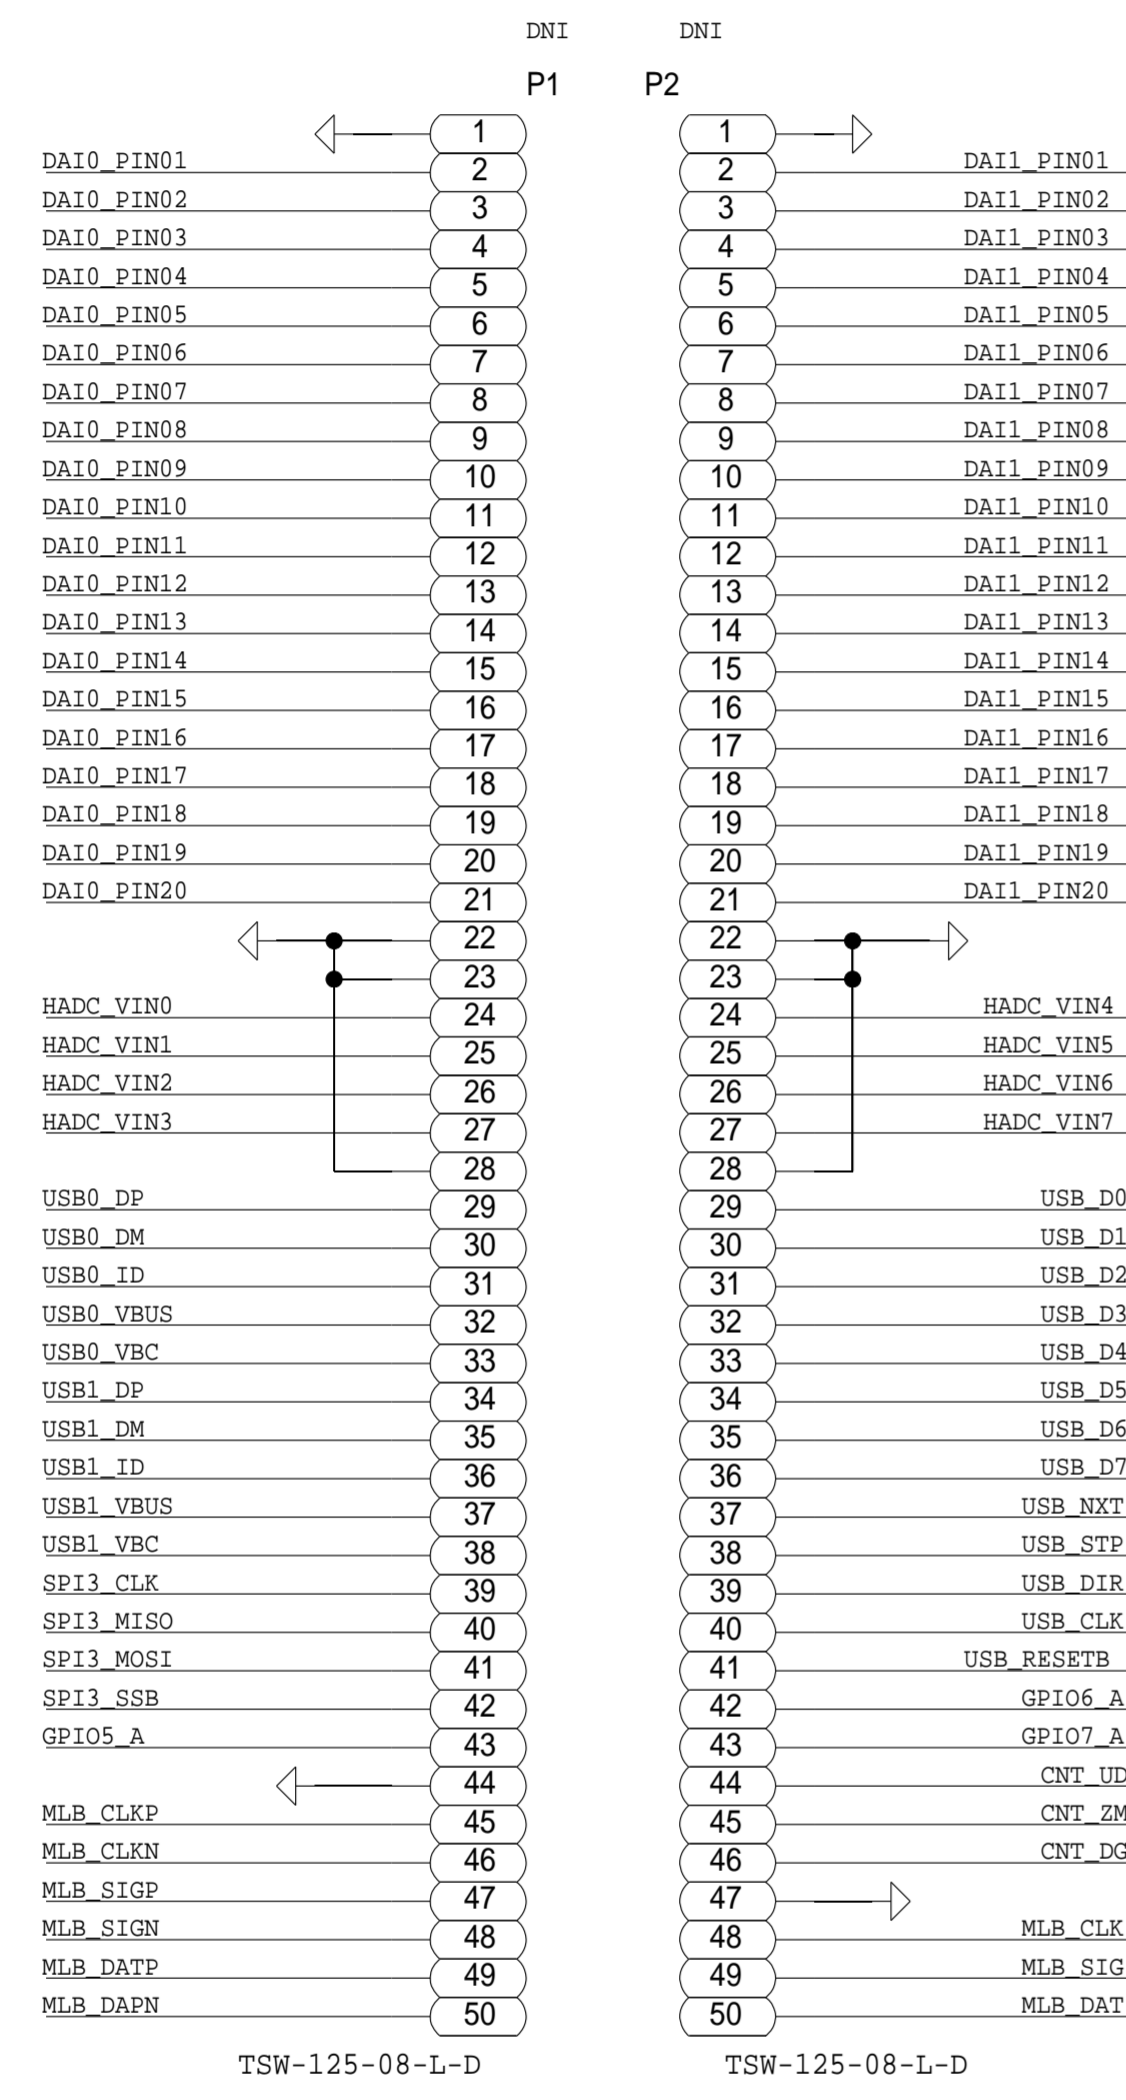 DNI DNI
P1 P2
1 1
DAI0_PIN01 2 2 DAI1_PIN01
DAI0_PIN02 3 3 DAI1_PIN02
DAI0_PIN03 4 4 DAI1_PIN03
DAI0_PIN04 5 5 DAI1_PIN04
DAI0_PIN05 6 6 DAI1_PIN05
DAI0_PIN06 7 7 DAI1_PIN06
DAI0_PIN07 8 8 DAI1_PIN07
DAI0_PIN08 9 9 DAI1_PIN08
DAI0_PIN09 10 10 DAI1_PIN09
DAI0_PIN10 11 11 DAI1_PIN10
DAI0_PIN11 12 12 DAI1_PIN11
DAI0_PIN12 13 13 DAI1_PIN12
DAI0_PIN13 14 14 DAI1_PIN13
DAI0_PIN14 15 15 DAI1_PIN14
DAI0_PIN15 16 16 DAI1_PIN15
DAI0_PIN16 17 17 DAI1_PIN16
DAI0_PIN17 18 18 DAI1_PIN17
DAI0_PIN18 19 19 DAI1_PIN18
DAI0_PIN19 20 20 DAI1_PIN19
DAI0_PIN20 21 21 DAI1_PIN20
22 22
23 23
HADC_VIN0 24 24 HADC_VIN4
HADC_VIN1 25 25 HADC_VIN5
HADC_VIN2 26 26 HADC_VIN6
HADC_VIN3 27 27 HADC_VIN7
28 28
USB0_DP 29 29 USB_D0
USB0_DM 30 30 USB_D1
USB0_ID 31 31 USB_D2
USB0_VBUS 32 32 USB_D3
USB0_VBC 33 33 USB_D4
USB1_DP 34 34 USB_D5
USB1_DM 35 35 USB_D6
USB1_ID 36 36 USB_D7
USB1_VBUS 37 37 USB_NXT
USB1_VBC 38 38 USB_STP
SPI3_CLK 39 39 USB_DIR
SPI3_MISO 40 40 USB_CLK
SPI3_MOSI 41 41 USB_RESETB
SPI3_SSB 42 42 GPIO6_A
GPIO5_A 43 43 GPIO7_A
44 44 CNT_UD
MLB_CLKP 45 45 CNT_ZM
MLB_CLKN 46 46 CNT_DG
MLB_SIGP 47 47
MLB_SIGN 48 48 MLB_CLK
MLB_DATP 49 49 MLB_SIG
MLB_DAPN 50 50 MLB_DAT
TSW-125-08-L-D TSW-125-08-L-D